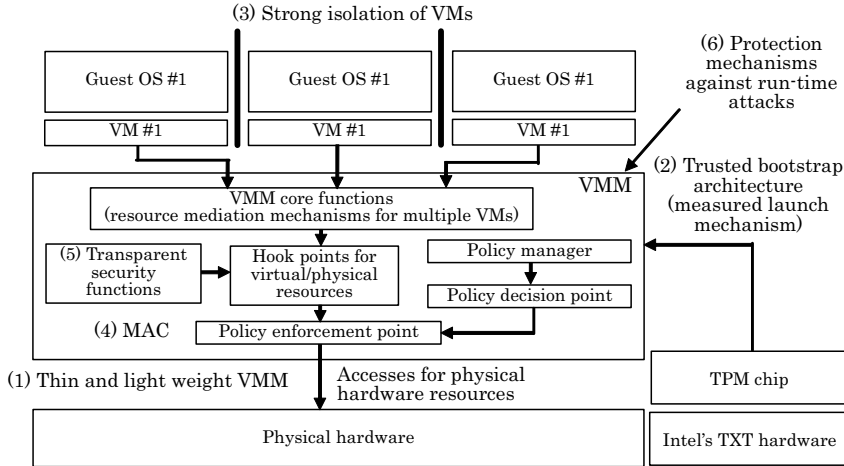 (3) Strong isolation of VMs
Guest OS #1
Guest OS #1
Guest OS #1
(6) Protection
mechanisms
against run-time
attacks
VM #1
VM #1
VM #1
VMM
(2) Trusted bootstrap
architecture
(measured launch
mechanism)
VMM core functions
(resource mediation mechanisms for multiple VMs)
(5) Transparent
security
functions
Hook points for
virtual/physical
resources
Policy manager
Policy decision point
(4) MAC
Policy enforcement point
(1) Thin and light weight VMM
Accesses for physical
hardware resources
TPM chip
Physical hardware
Intel's TXT hardware